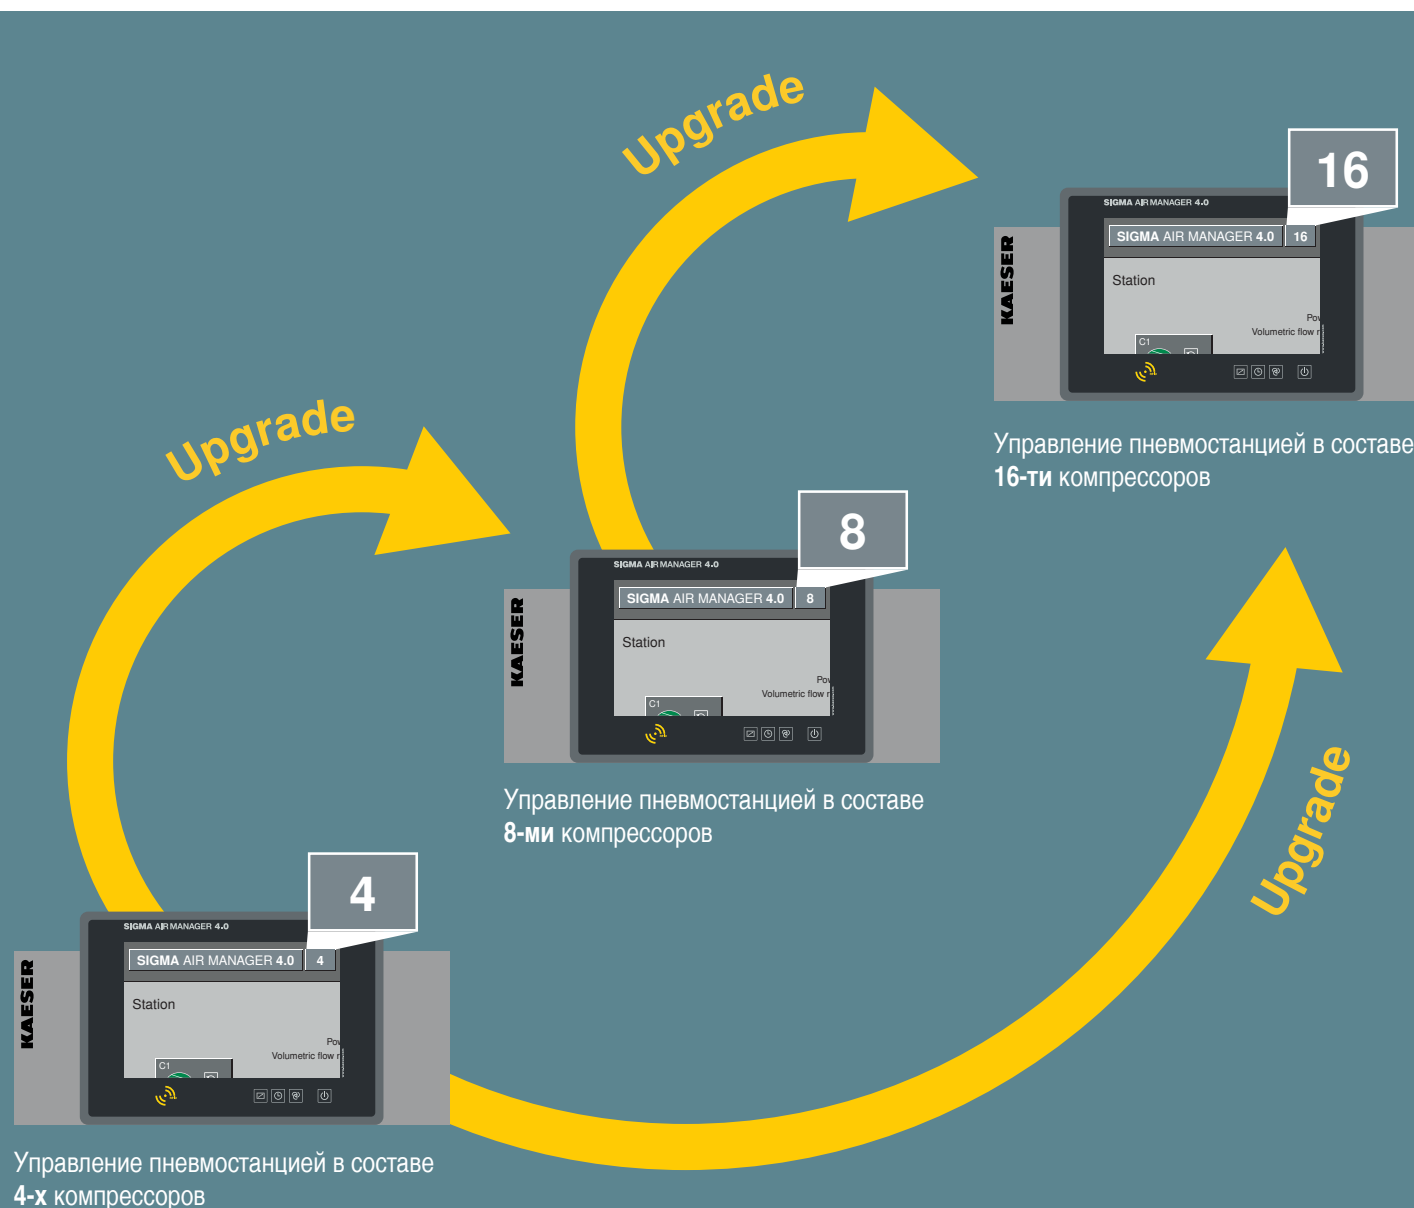 Upgrade
16
SIGMA AIR MANAGER 4.0
SIGMA AIR MANAGER 4.0 16
KAESER
Station
Volumetric flow
C1
Управление пневмостанцией в составе
16-ти компрессоров
Upgrade
8
SIGMA AIR MANAGER 4.0
SIGMA AIR MANAGER 4.0 8
KAESER
Station
Volumetric flow
C1
Управление пневмостанцией в составе
8-ми компрессоров
Upgrade
4
SIGMA AIR MANAGER 4.0
SIGMA AIR MANAGER 4.0 4
KAESER
Station
Volumetric flow
C1
Управление пневмостанцией в составе
4-х компрессоров
Upgrade